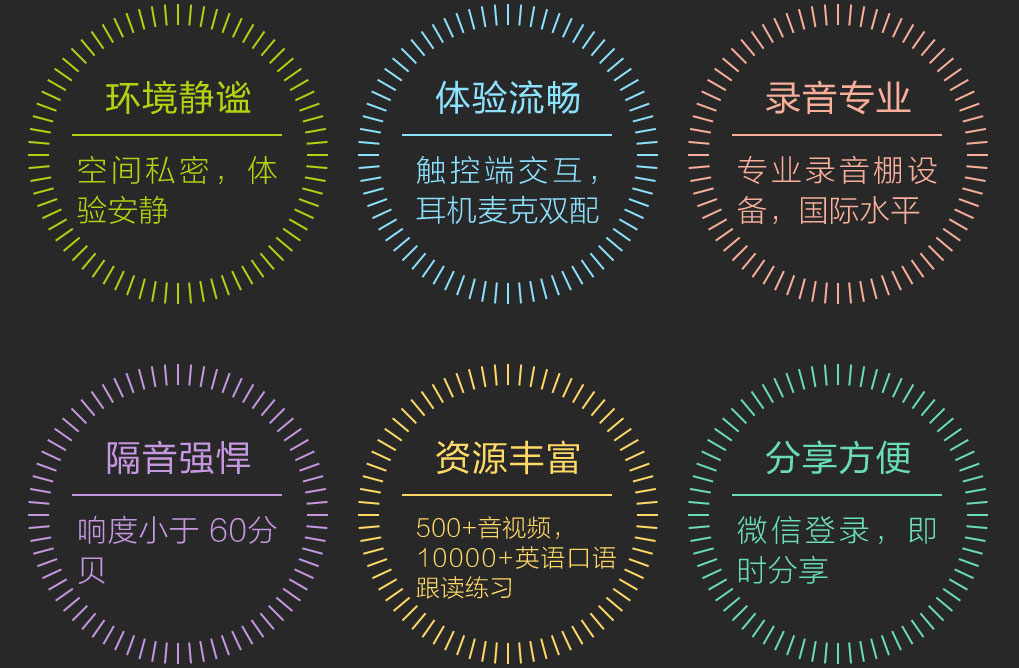 环境静谧
空间私密，体
验安静
体验流畅
触控端交互，
耳机麦克双配
录音专业
专业录音棚设
备，国际水平
隔音强悍
响度小于 60分
贝
资源丰富
500+音视频，
10000+英语口语
跟读练习
分享方便
微信登录，即
时分享